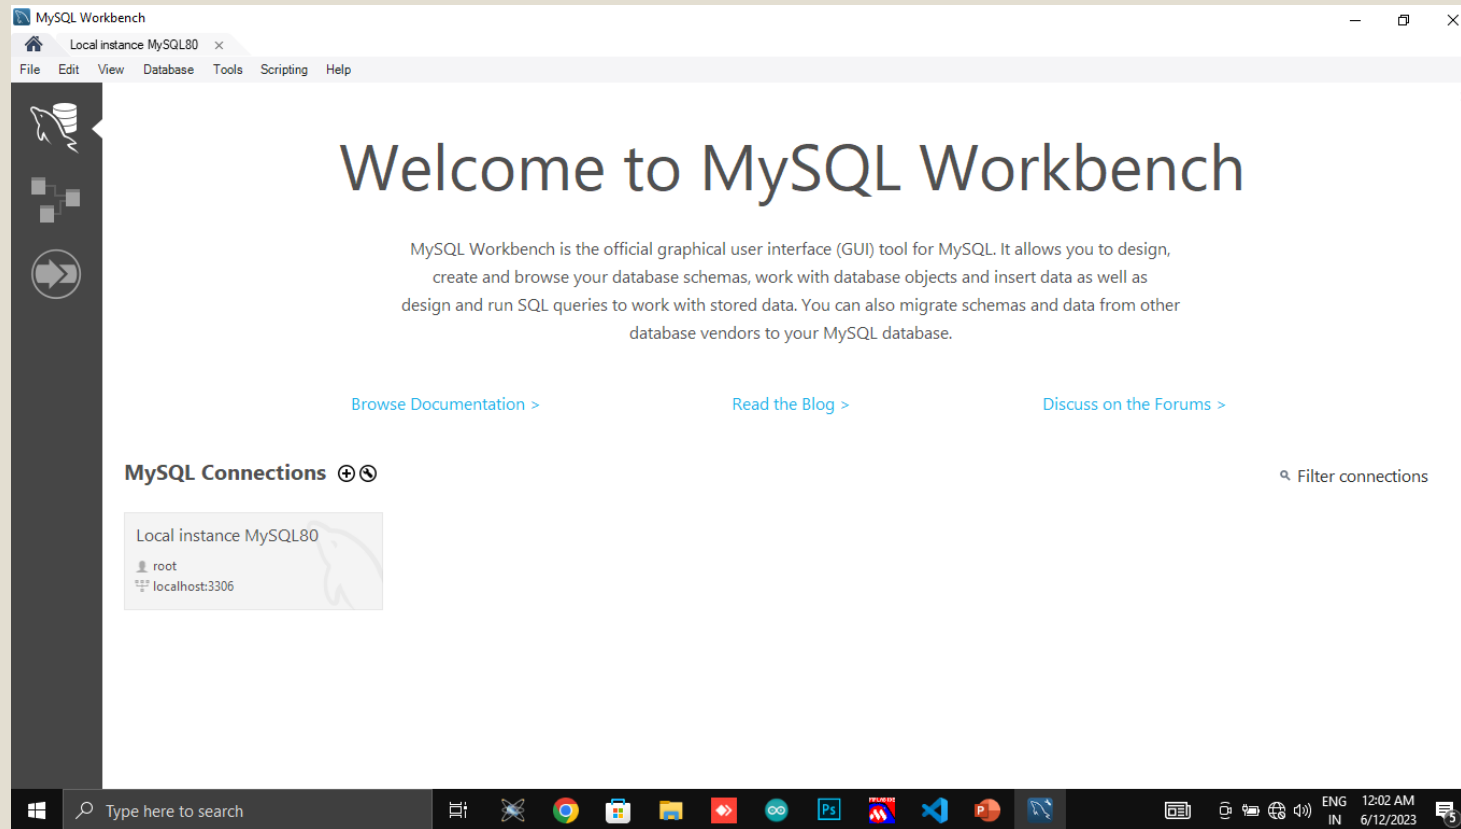 MySQL Workbench
Local instance MySQL80
File Edit View Database Tools Scripting Help
Welcome to MySQL Workbench
MySQL Workbench is the official graphical user interface (GUI) tool for MySQL. It allows you to design,
create and browse your database schemas, work with database objects and insert data as well as
design and run SQL queries to work with stored data. You can also migrate schemas and data from other
database vendors to your MySQL database.
Browse Documentation > Read the Blog > Discuss on the Forums >
MySQL Connections
Filter connections
Local instance MySQL80
root
localhost:3306
Type here to search
Ps
P
ENG 12:02 AM
IN 6/12/2023
5